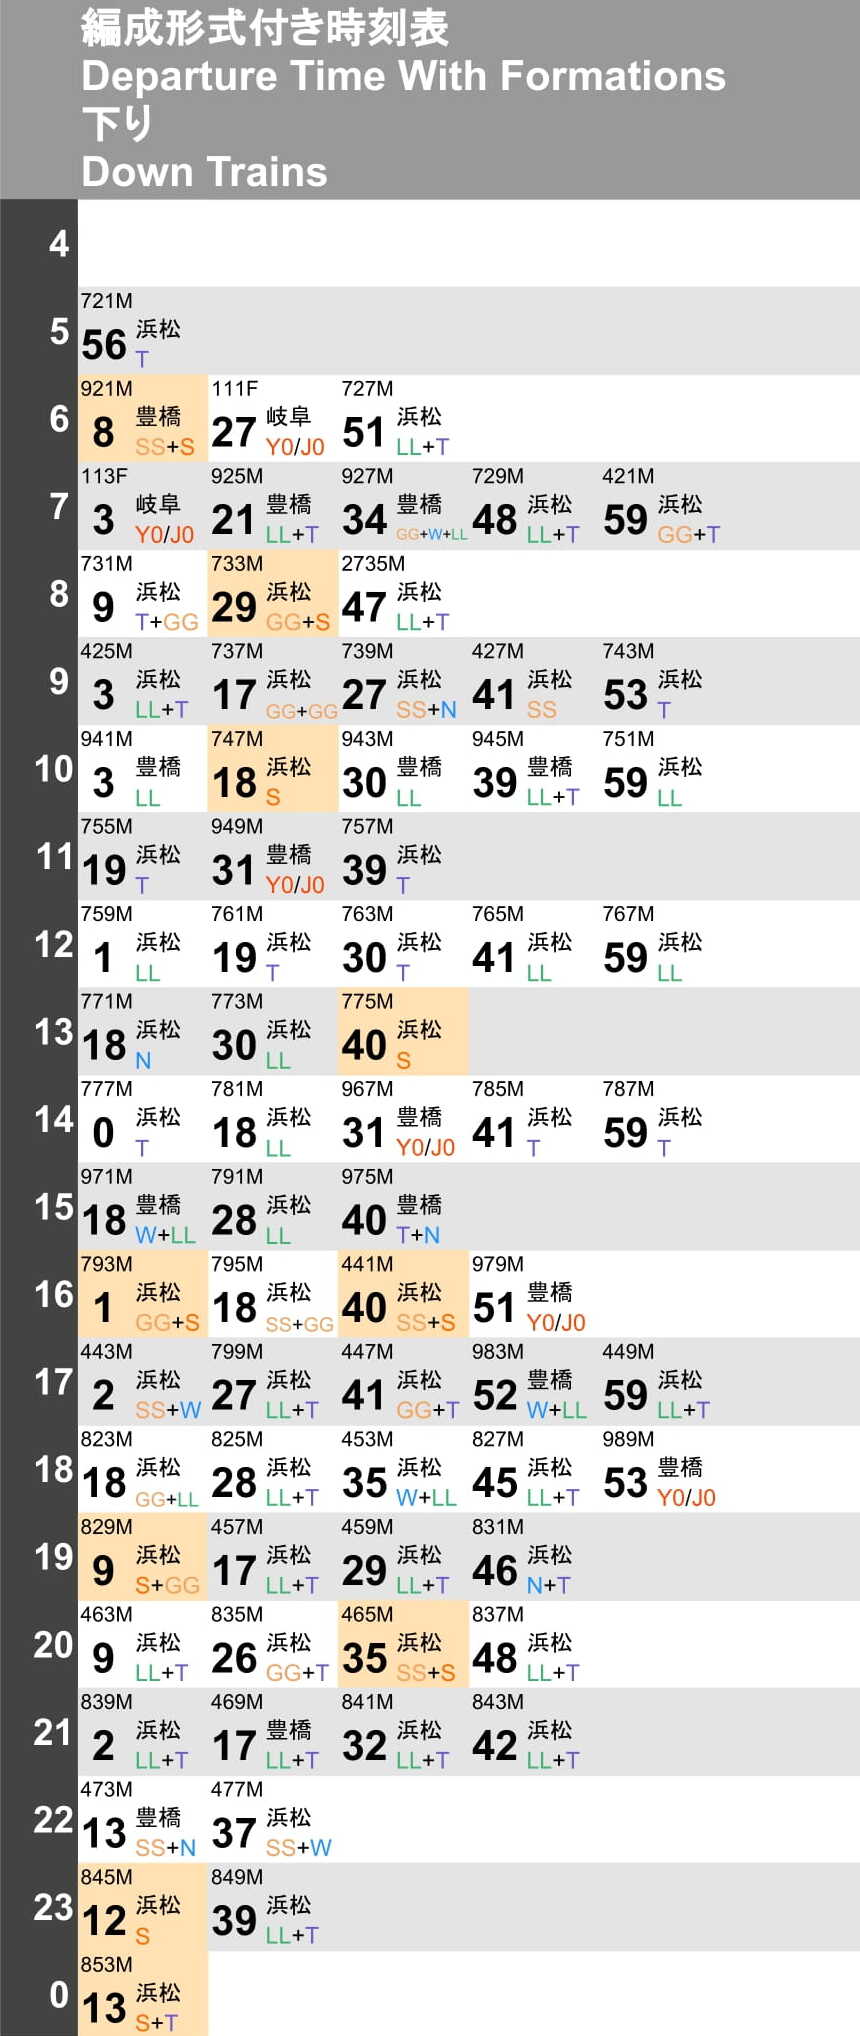 編成形式付き時刻表
Departure Time With Formations
下り
Down Trains
4
5
721M
56 浜松
T
6
921M 111F 727M
8 豊橋 27 岐阜 51 浜松
SS+S Y0/J0 LL+T
7
113F 925M 927M 729M 421M
3 岐阜 21 豊橋 34 豊橋 48 浜松 59 浜松
Y0/J0 LL+T GG+W+LL LL+T GG+T
8
731M 733M 2735M
9 浜松 29 浜松 47 浜松
T+GG GG+S LL+T
9
425M 737M 739M 427M 743M
3 浜松 17 浜松 27 浜松 41 浜松 53 浜松
LL+T GG+GG SS+N SS T
10
941M 747M 943M 945M 751M
3 豊橋 18 浜松 30 豊橋 39 豊橋 59 浜松
LL S LL LL+T LL
11
755M 949M 757M
19 浜松 31 豊橋 39 浜松
T Y0/J0 T
12
759M 761M 763M 765M 767M
1 浜松 19 浜松 30 浜松 41 浜松 59 浜松
LL T T LL LL
13
771M 773M 775M
18 浜松 30 浜松 40 浜松
N LL S
14
777M 781M 967M 785M 787M
0 浜松 18 浜松 31 豊橋 41 浜松 59 浜松
T LL Y0/J0 T T
15
971M 791M 975M
18 豊橋 28 浜松 40 豊橋
W+LL LL T+N
16
793M 795M 441M 979M
1 浜松 18 浜松 40 浜松 51 豊橋
GG+S SS+GG SS+S Y0/J0
17
443M 799M 447M 983M 449M
2 浜松 27 浜松 41 浜松 52 豊橋 59 浜松
SS+W LL+T GG+T W+LL LL+T
18
823M 825M 453M 827M 989M
18 浜松 28 浜松 35 浜松 45 浜松 53 豊橋
GG+LL LL+T W+LL LL+T Y0/J0
19
829M 457M 459M 831M
9 浜松 17 浜松 29 浜松 46 浜松
S+GG LL+T LL+T N+T
20
463M 835M 465M 837M
9 浜松 26 浜松 35 浜松 48 浜松
LL+T GG+T SS+S LL+T
21
839M 469M 841M 843M
2 浜松 17 豊橋 32 浜松 42 浜松
LL+T LL+T LL+T LL+T
22
473M 477M
13 豊橋 37 浜松
SS+N SS+W
23
845M 849M
12 浜松 39 浜松
S LL+T
0
853M
13 浜松
S+T